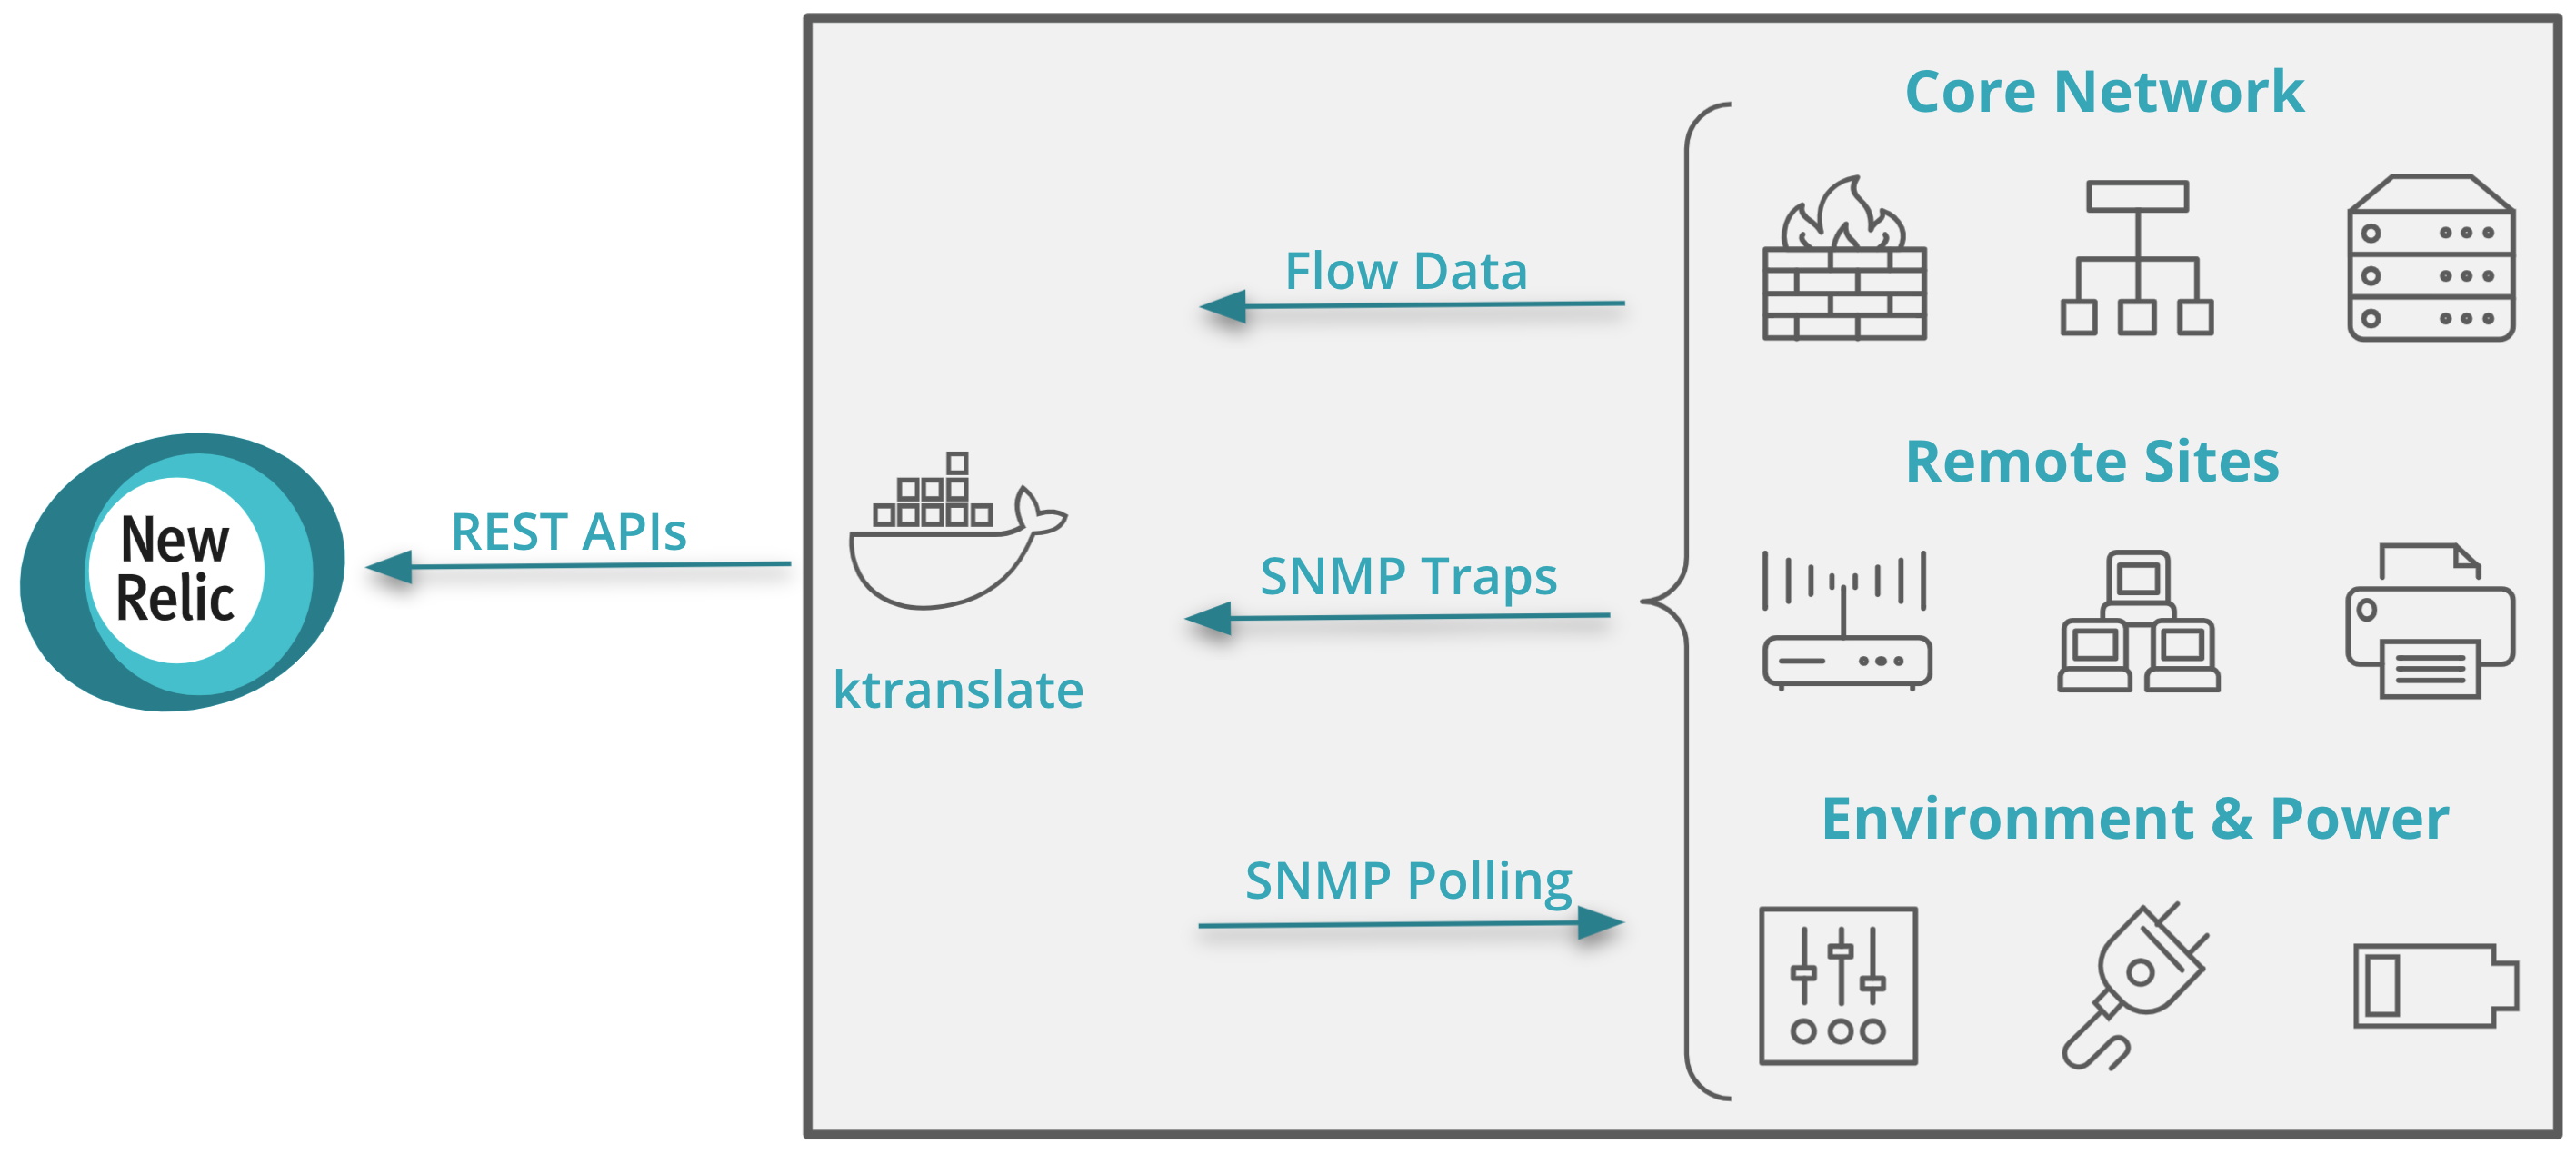 Core Network
Flow Data
Remote Sites
New
Relic
REST APIs
SNMP Traps
ktranslate
Environment & Power
SNMP Polling